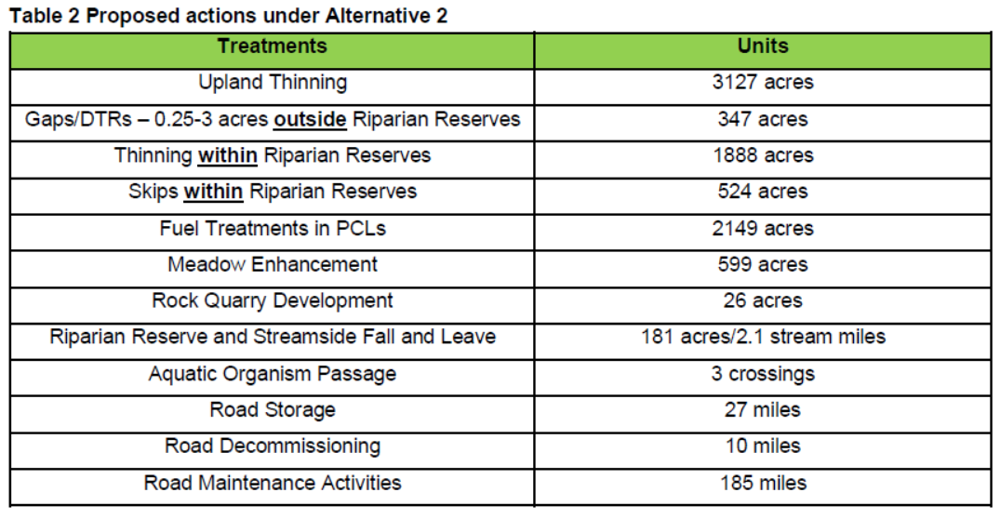 Table 2 Proposed actions under Alternative 2
Treatments Units
Upland Thinning 3127 acres
Gaps/DTRs – 0.25-3 acres outside Riparian Reserves 347 acres
Thinning within Riparian Reserves 1888 acres
Skips within Riparian Reserves 524 acres
Fuel Treatments in PCLs 2149 acres
Meadow Enhancement 599 acres
Rock Quarry Development 26 acres
Riparian Reserve and Streamside Fall and Leave 181 acres/2.1 stream miles
Aquatic Organism Passage 3 crossings
Road Storage 27 miles
Road Decommissioning 10 miles
Road Maintenance Activities 185 miles